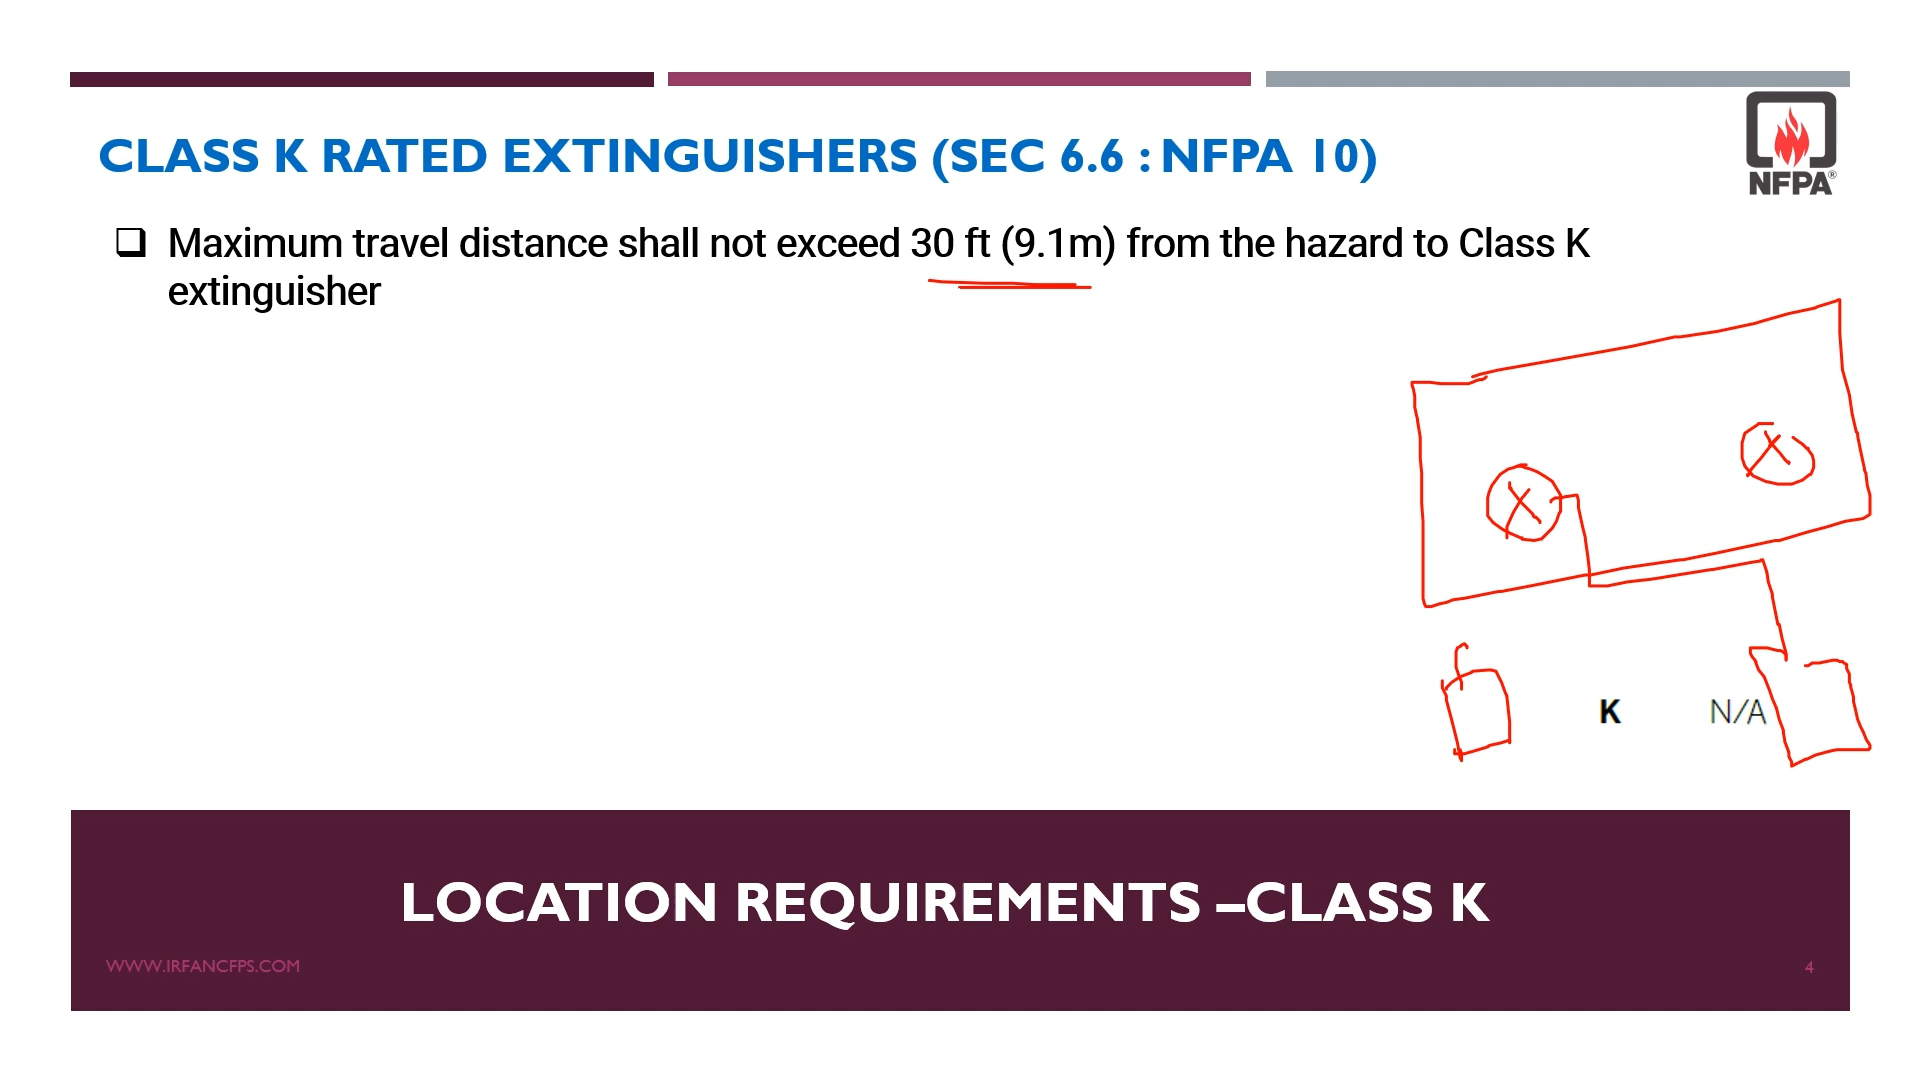 CLASS K RATED EXTINGUISHERS (SEC 6.6 : NFPA 10)
NFPA®
Maximum travel distance shall not exceed 30 ft (9.1m) from the hazard to Class K
extinguisher
K N/A
LOCATION REQUIREMENTS –CLASS K
WWW.IRFANCFPS.COM
4